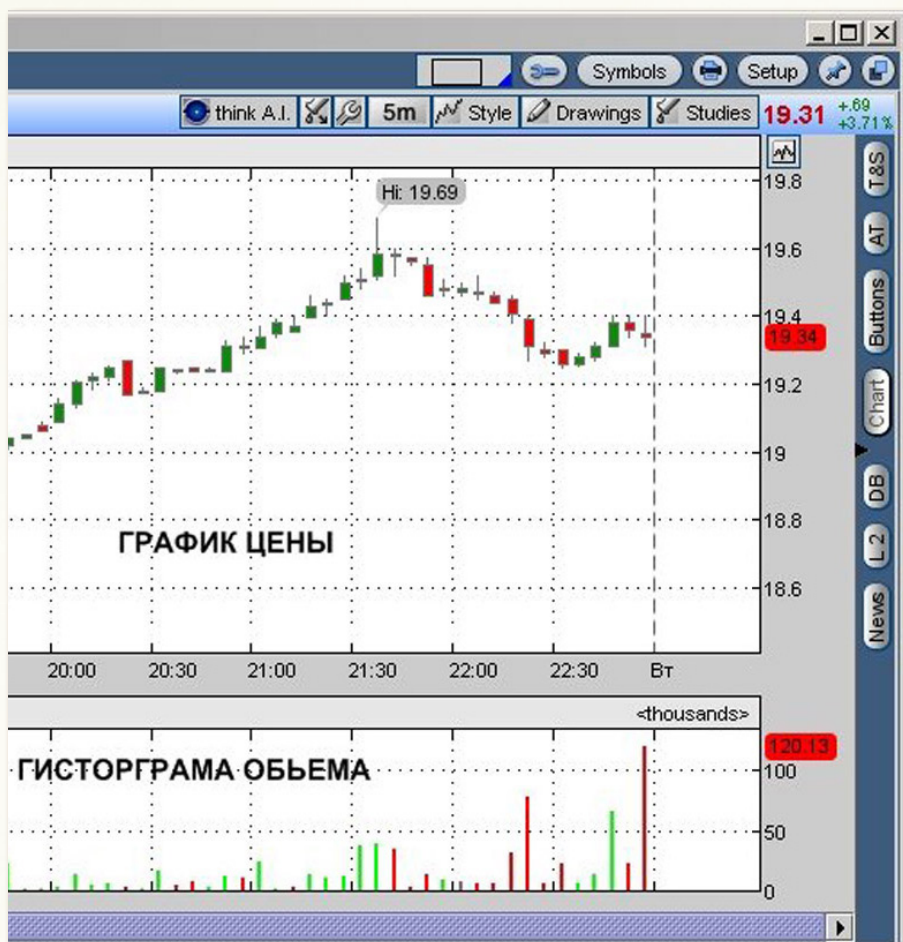 Symbols Setup
think A.I. 5m Style Drawings Studies 19.31 +.69
+3.71%
Hi: 19.69
19.8
19.6
19.4
19.34
19.2
19
18.8
18.6
ГРАФИК ЦЕНЫ
20:00 20:30 21:00 21:30 22:00 22:30 Вт
<thousands>
120.13
ГИСТОРГРАМА ОБЬЕМА
100
50
0
T&S
AT
Buttons
Chart
DB
L 2
News